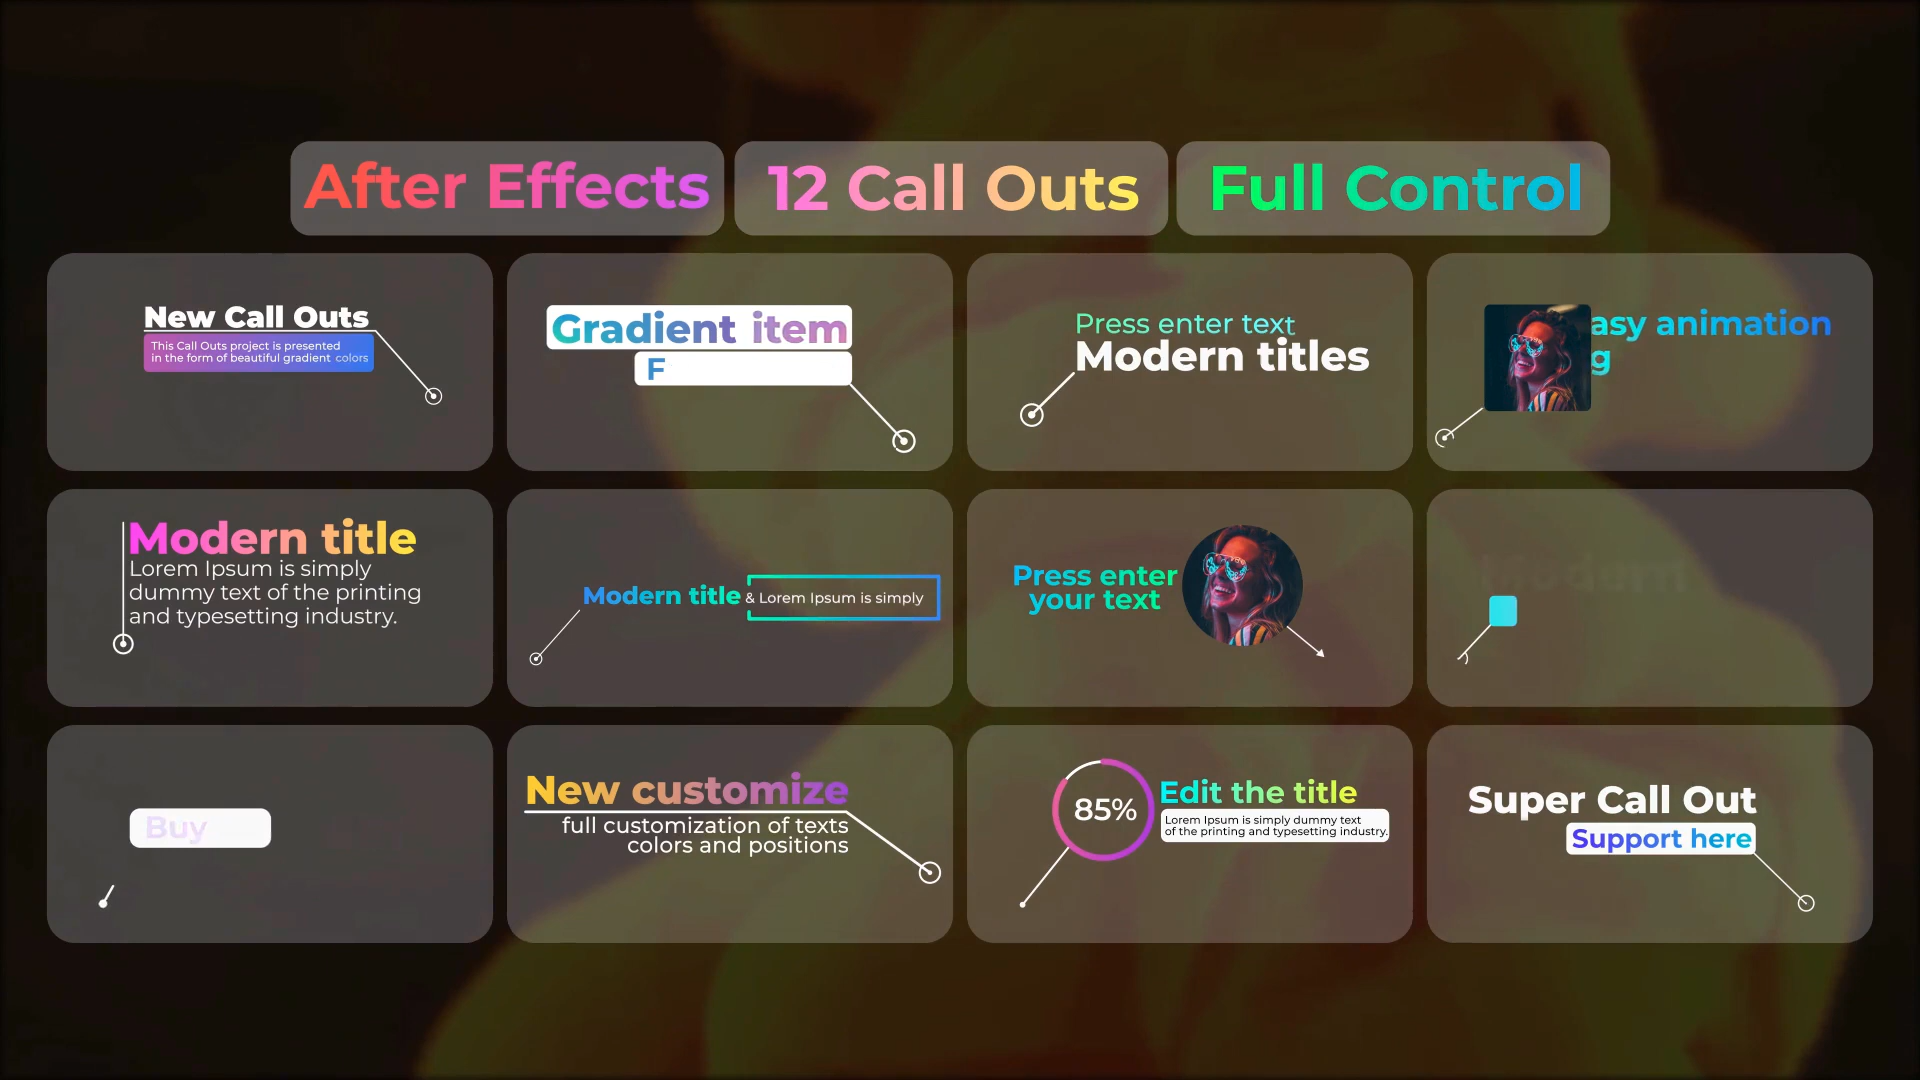 After Effects
12 Call Outs
Full Control
New Call Outs
This Call Outs project is presented
in the form of beautiful gradient colors
Gradient item
F
Press enter text
Modern titles
asy animation
g
Modern title
Lorem Ipsum is simply
dummy text of the printing
and typesetting industry.
Modern title & Lorem Ipsum is simply
Press enter
your text
Buy
New customize
full customization of texts
colors and positions
85%
Edit the title
Lorem Ipsum is simply dummy text
of the printing and typesetting industry.
Super Call Out
Support here